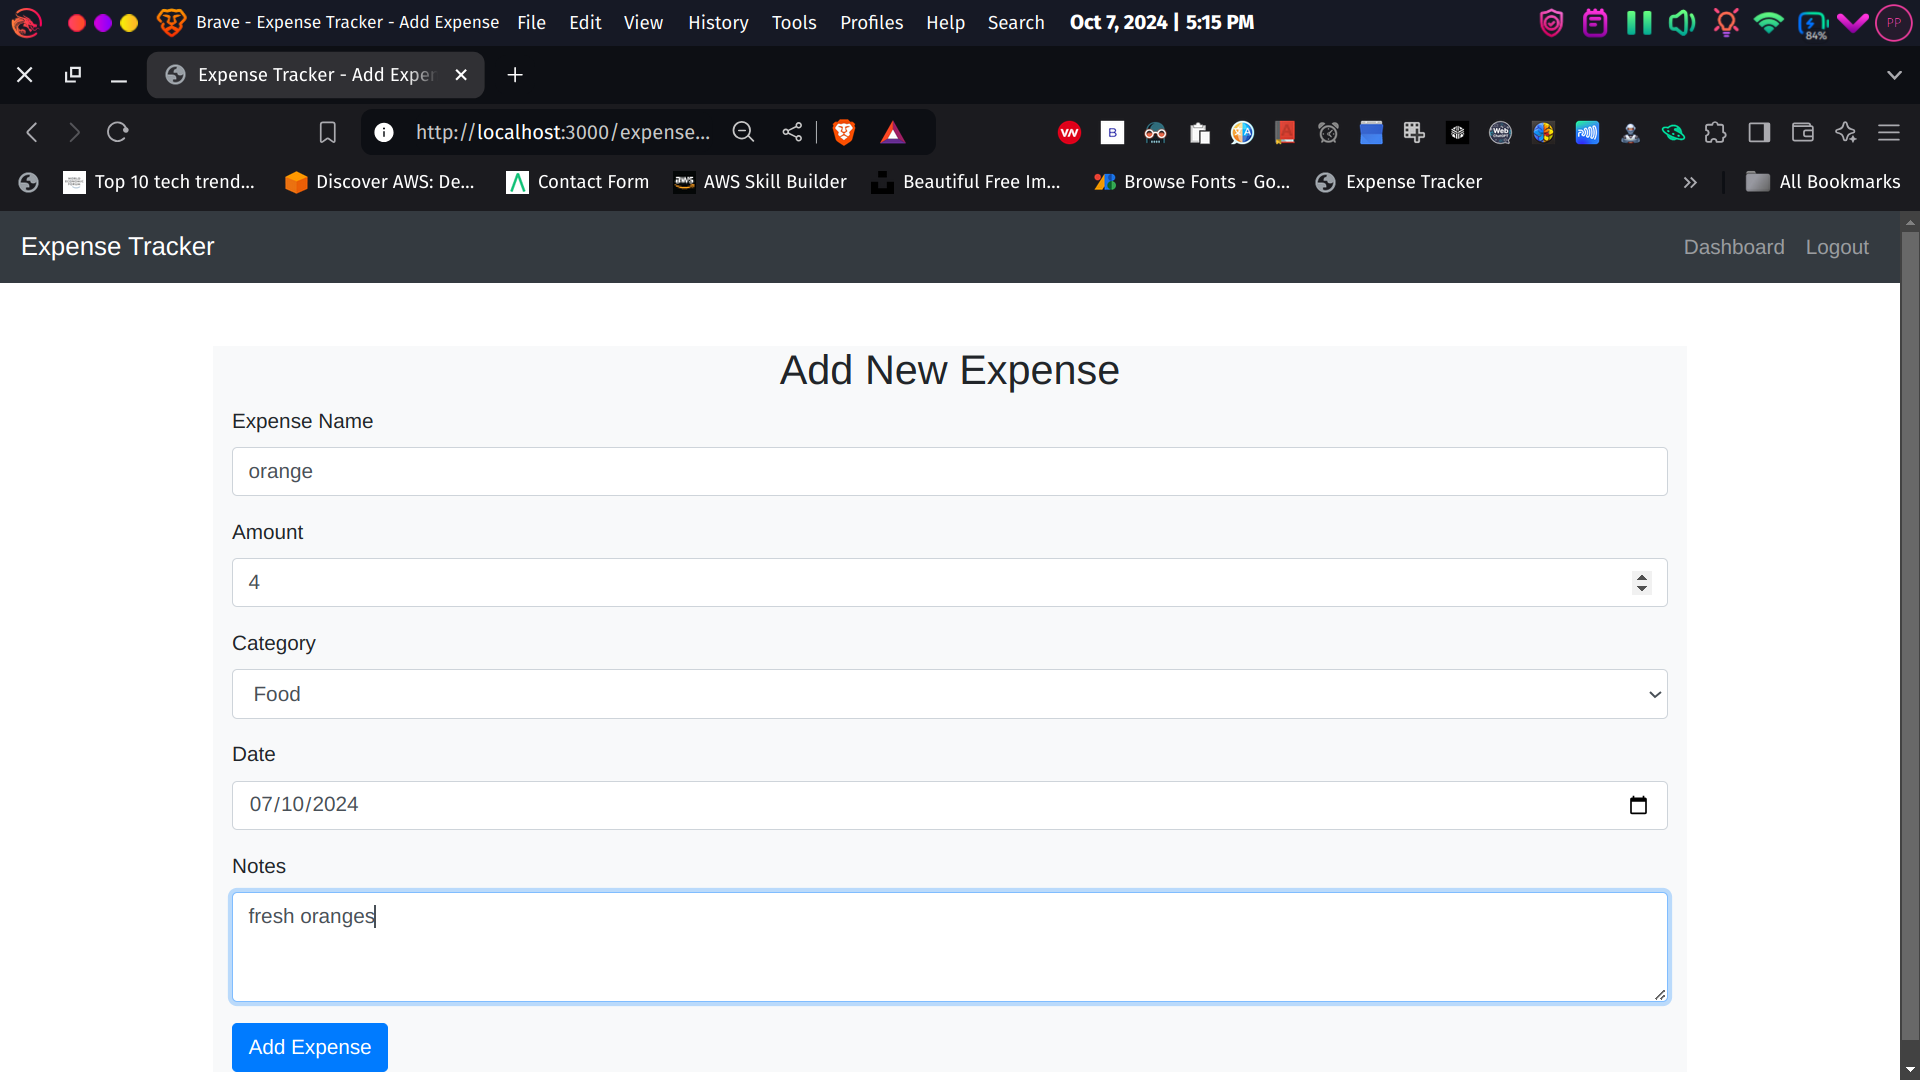 Brave - Expense Tracker - Add Expense File Edit View History Tools Profiles Help Search Oct 7, 2024 | 5:15 PM 84% PP
Expense Tracker - Add Exper
http://localhost:3000/expense... VN B Web
Top 10 tech trend... Discover AWS: De... Contact Form aws AWS Skill Builder Beautiful Free Im... Browse Fonts - Go... Expense Tracker All Bookmarks
Expense Tracker Dashboard Logout
Add New Expense
Expense Name
orange
Amount
4
Category
Food
Date
07/10/2024
Notes
fresh oranges
Add Expense